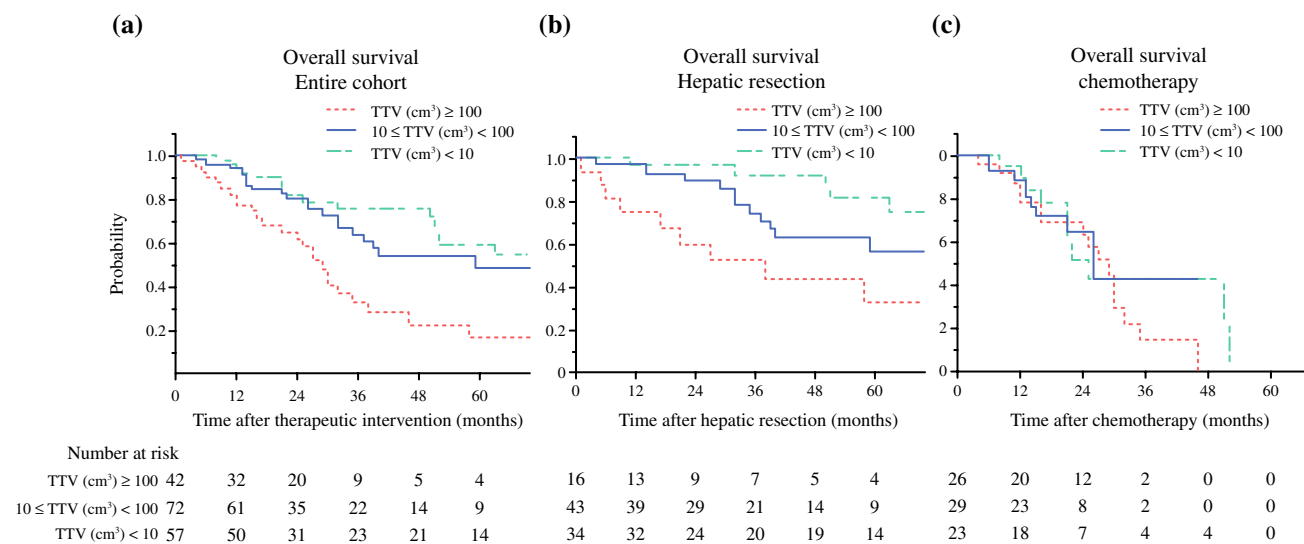 (a)
Overall survival
Entire cohort
TTV (cm³) ≥ 100
10 ≤ TTV (cm³) < 100
TTV (cm³) < 10
Probability
1.0
0.8
0.6
0.4
0.2
0 12 24 36 48 60
Time after therapeutic intervention (months)
(b)
Overall survival
Hepatic resection
TTV (cm³) ≥ 100
10 ≤ TTV (cm³) < 100
TTV (cm³) < 10
1.0
0.8
0.6
0.4
0.2
0
0 12 24 36 48 60
Time after hepatic resection (months)
(c)
Overall survival
chemotherapy
TTV (cm³) ≥ 100
10 ≤ TTV (cm³) < 100
TTV (cm³) < 10
0
8
6
4
2
0
0 12 24 36 48 60
Time after chemotherapy (months)
Number at risk
TTV (cm³) ≥ 100 42 32 20 9 5 4 16 13 9 7 5 4 26 20 12 2 0 0
10 ≤ TTV (cm³) < 100 72 61 35 22 14 9 43 39 29 21 14 9 29 23 8 2 0 0
TTV (cm³) < 10 57 50 31 23 21 14 34 32 24 20 19 14 23 18 7 4 4 0